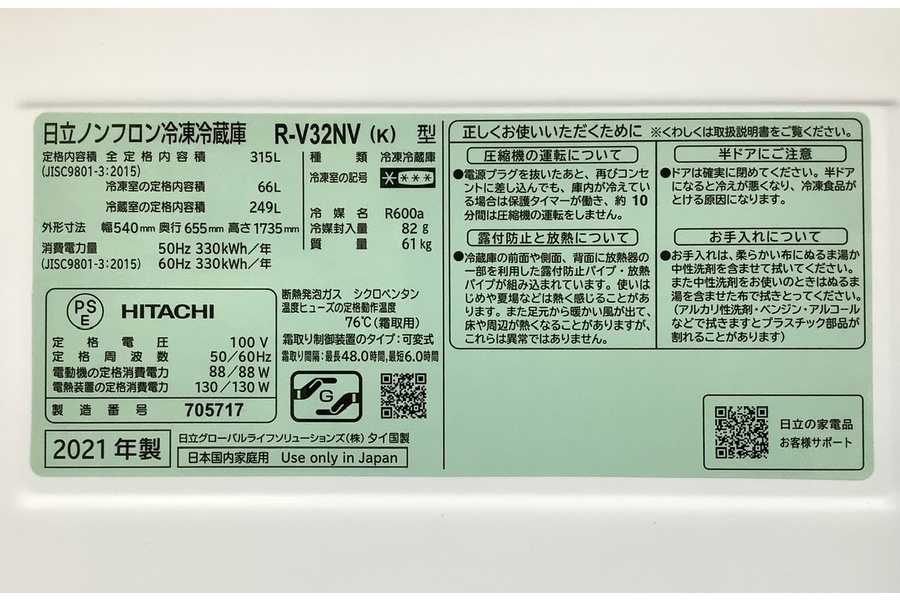 日立ノンフロン冷凍冷蔵庫 R-V32NV (K) 型
定格内容積 全定格内容積 315L
(JISC9801-3:2015)
冷凍室の定格内容積 66L
冷蔵室の定格内容積 249L
外形寸法 幅540mm 奥行655mm 高さ1735mm
消費電力量 50Hz 330kWh/年
(JISC9801-3:2015) 60Hz 330kWh/年
種類 冷凍冷蔵庫
冷凍室の記号 ****
冷媒名 R600a
冷媒封入量 82g
質量 61kg
PS
E
HITACHI
定格電圧 100V
定格周波数 50/60Hz
電動機の定格消費電力 88/88W
電熱装置の定格消費電力 130/130W
製造番号 705717
断熱発泡ガス シクロペンタン
温度ヒューズの定格動作温度
76℃(霜取用)
霜取り制御装置のタイプ:可変式
霜取り間隔:最長48.0時間,最短6.0時間
G
2021年製
日立グローバルライフソリューションズ(株) タイ国製
日本国内家庭用 Use only in Japan
正しくお使いいただくために ※くわしくは取扱説明書をご覧ください。
圧縮機の運転について
●電源プラグを抜いたあと、再びコンセ
ントに差し込んでも、庫内が冷えてい
る場合は保護タイマーが働き、約10
分間は圧縮機の運転をしません。
露付防止と放熱について
●冷蔵庫の前面や側面、背面に放熱器の
一部を利用した露付防止パイプ・放熱
パイプが組み込まれています。使いは
じめや夏場などは熱く感じることがあ
ります。また足元から暖かい風が出て、
床や周辺が熱くなることがありますが、
これらは異常ではありません。
半ドアにご注意
●ドアは確実に閉めてください。半ドア
になると冷えが悪くなり、冷凍食品が
とける原因になります。
お手入れについて
●お手入れは、柔らかい布にぬるま湯か
中性洗剤を含ませて拭いてください。
また中性洗剤をお使いのときはぬるま
湯を含ませた布で拭きとってください。
(アルカリ性洗剤・ベンジン・アルコール
などで拭きますとプラスチック部品が
割れることがあります)
日立の家電品
お客様サポート